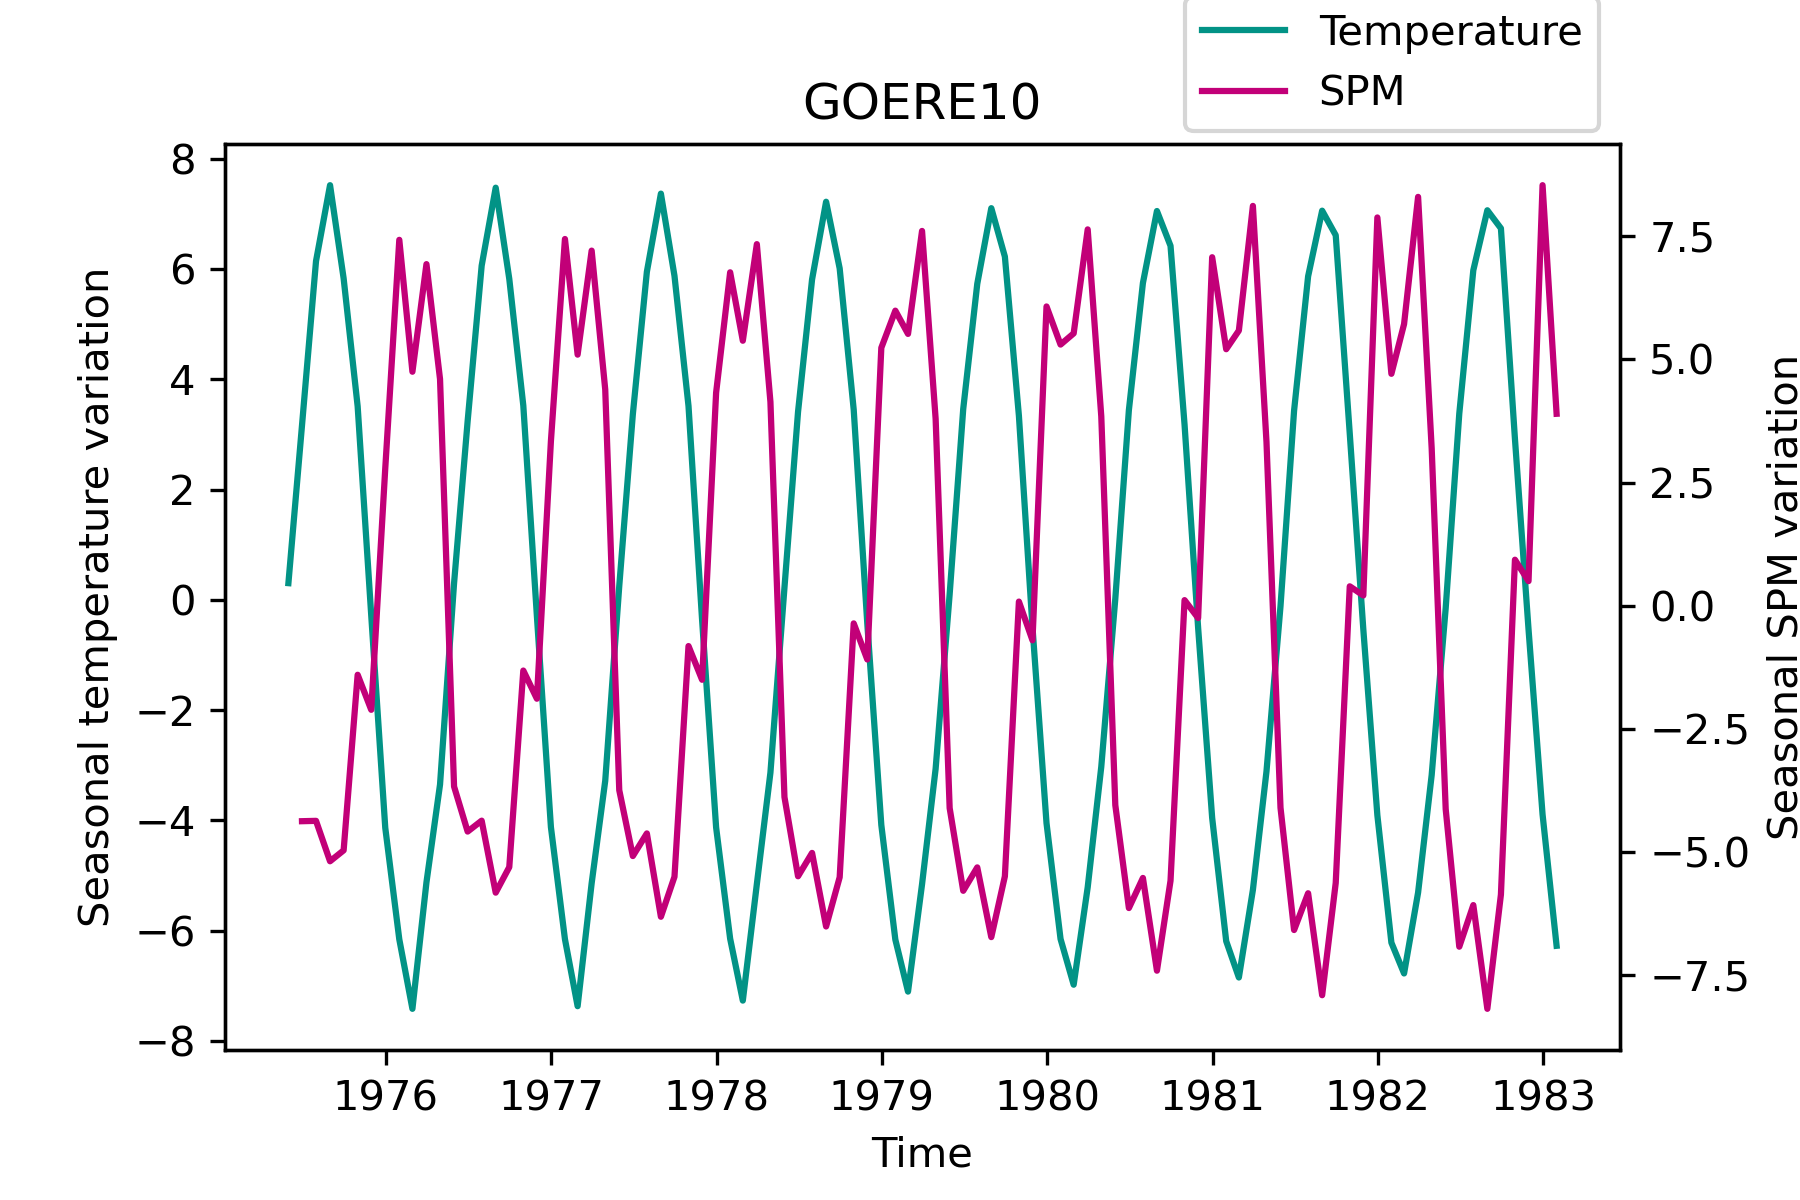 Temperature
SPM
GOERE10
Seasonal temperature variation
8
6
4
2
0
−2
−4
−6
−8
7.5
5.0
2.5
0.0
−2.5
−5.0
−7.5
Seasonal SPM variation
1976 1977 1978 1979 1980 1981 1982 1983
Time